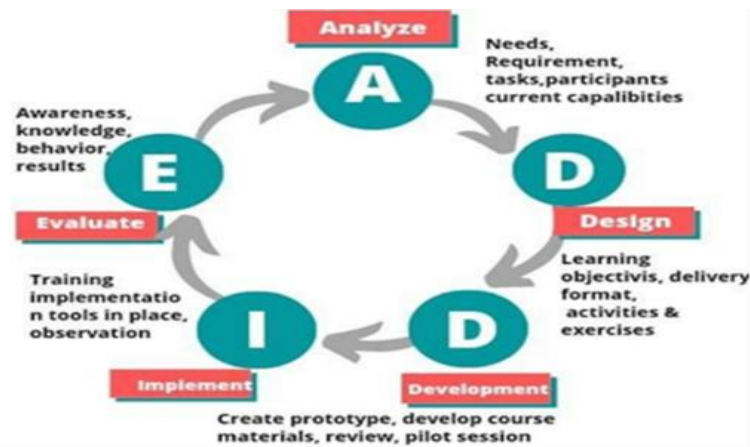 Analyze
A
Needs,
Requirement,
tasks,participants
current capalibities
D
Design
Learning
objectivis, delivery
format,
activities &
exercises
D
Development
Create prototype, develop course
materials, review, pilot session
I
Implement
Training
implementatio
n tools in place,
observation
E
Evaluate
Awareness,
knowledge,
behavior,
results